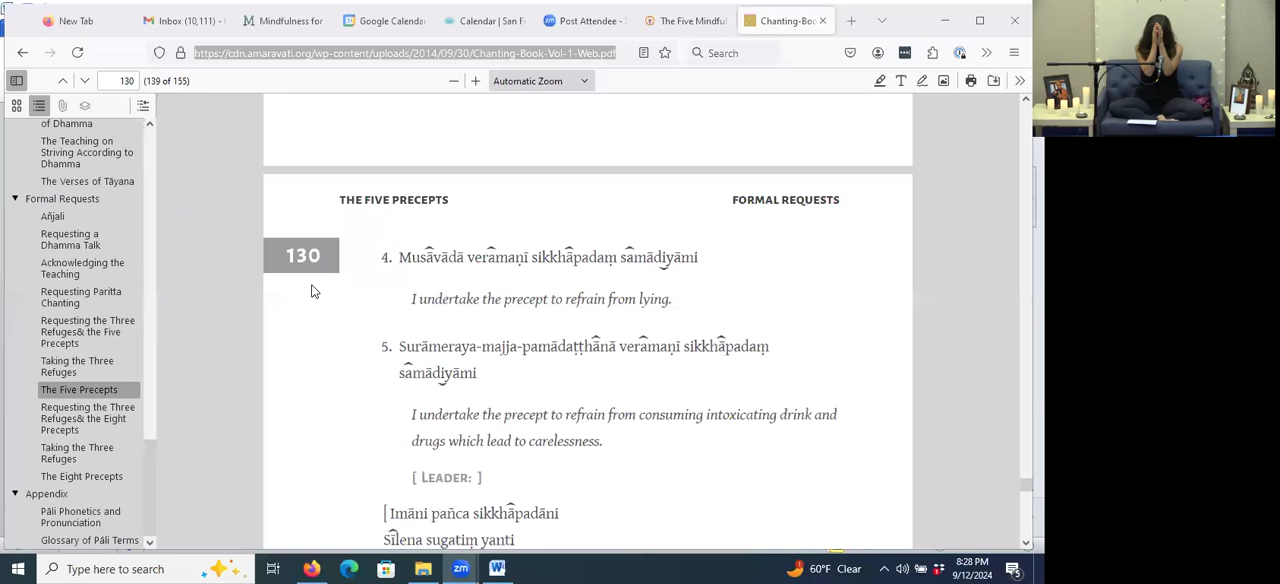 New Tab
Inbox (10,111) -
Mindfulness for
Google Calenda
Calendar | San F
Post Attendee - Z
The Five Mindfu
Chanting-Boo
https://cdn.amaravati.org/wp-content/uploads/2014/09/30/Chanting-Book-Vol-1-Web.pdf
Search
130 (139 of 155)
Automatic Zoom
of Dhamma
The Teaching on
Striving According to
Dhamma
The Verses of Tāyana
Formal Requests
Añjali
Requesting a
Dhamma Talk
Acknowledging the
Teaching
Requesting Paritta
Chanting
Requesting the Three
Refuges& the Five
Precepts
Taking the Three
Refuges
The Five Precepts
Requesting the Three
Refuges& the Eight
Precepts
Taking the Three
Refuges
The Eight Precepts
Appendix
Pāli Phonetics and
Pronunciation
Glossary of Pāli Terms
THE FIVE PRECEPTS FORMAL REQUESTS
130
4. Musāvādā veramaṇī sikkhāpadaṃ samādiyāmi
I undertake the precept to refrain from lying.
5. Surāmeraya-majja-pamādaṭṭhānā veramaṇī sikkhāpadaṃ
samādiyāmi
I undertake the precept to refrain from consuming intoxicating drink and
drugs which lead to carelessness.
[ LEADER: ]
[ Imāni pañca sikkhāpadāni
Sīlena sugatiṃ yanti
Type here to search
60°F Clear
8:28 PM
9/12/2024
5